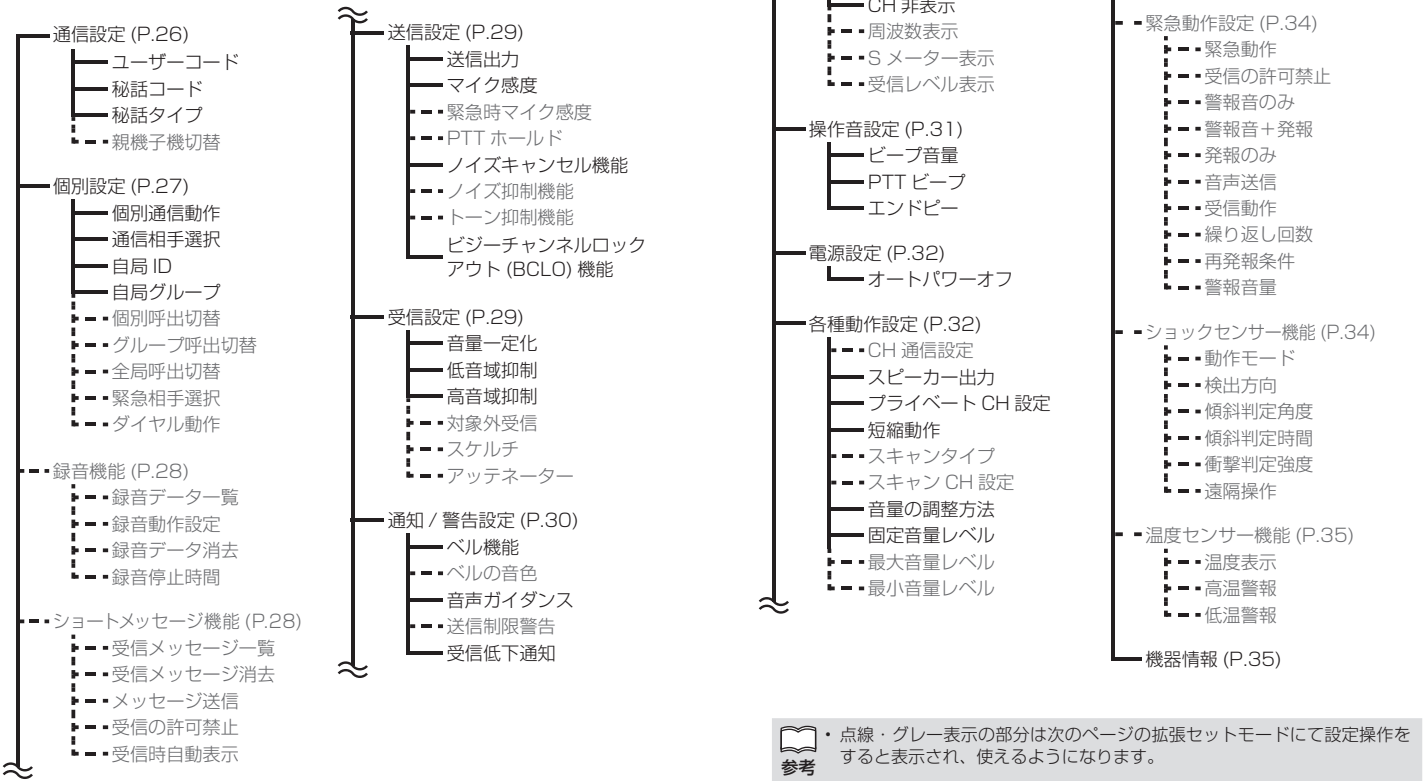 通信設定 (P.26)
ユーザーコード
秘話コード
秘話タイプ
親機子機切替
個別設定 (P.27)
個別通信動作
通信相手選択
自局 ID
自局グループ
個別呼出切替
グループ呼出切替
全局呼出切替
緊急相手選択
ダイヤル動作
録音機能 (P.28)
録音データ一覧
録音動作設定
録音データ消去
録音停止時間
ショートメッセージ機能 (P.28)
受信メッセージ一覧
受信メッセージ消去
メッセージ送信
受信の許可禁止
受信時自動表示
送信設定 (P.29)
送信出力
マイク感度
緊急時マイク感度
PTT ホールド
ノイズキャンセル機能
ノイズ抑制機能
トーン抑制機能
ビジーチャンネルロック
アウト (BCLO) 機能
受信設定 (P.29)
音量一定化
低音域抑制
高音域抑制
対象外受信
スケルチ
アッテネーター
通知 / 警告設定 (P.30)
ベル機能
ベルの音色
音声ガイダンス
送信制限警告
受信低下通知
CH 非表示
周波数表示
S メーター表示
受信レベル表示
操作音設定 (P.31)
ビープ音量
PTT ビープ
エンドピー
電源設定 (P.32)
オートパワーオフ
各種動作設定 (P.32)
CH 通信設定
スピーカー出力
プライベート CH 設定
短縮動作
スキャンタイプ
スキャン CH 設定
音量の調整方法
固定音量レベル
最大音量レベル
最小音量レベル
緊急動作設定 (P.34)
緊急動作
受信の許可禁止
警報音のみ
警報音＋発報
発報のみ
音声送信
受信動作
繰り返し回数
再発報条件
警報音量
ショックセンサー機能 (P.34)
動作モード
検出方向
傾斜判定角度
傾斜判定時間
衝撃判定強度
遠隔操作
温度センサー機能 (P.35)
温度表示
高温警報
低温警報
機器情報 (P.35)
参考
・点線・グレー表示の部分は次のページの拡張セットモードにて設定操作を
すると表示され、使えるようになります。